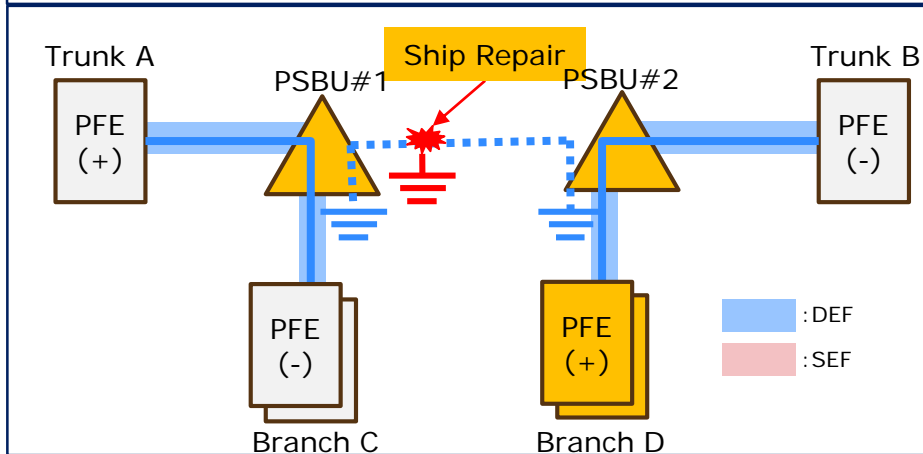 Trunk A
Ship Repair
Trunk B
PSBU#1
PSBU#2
PFE
(+)
PFE
(-)
PFE
(-)
PFE
(+)
:DEF
:SEF
Branch C
Branch D